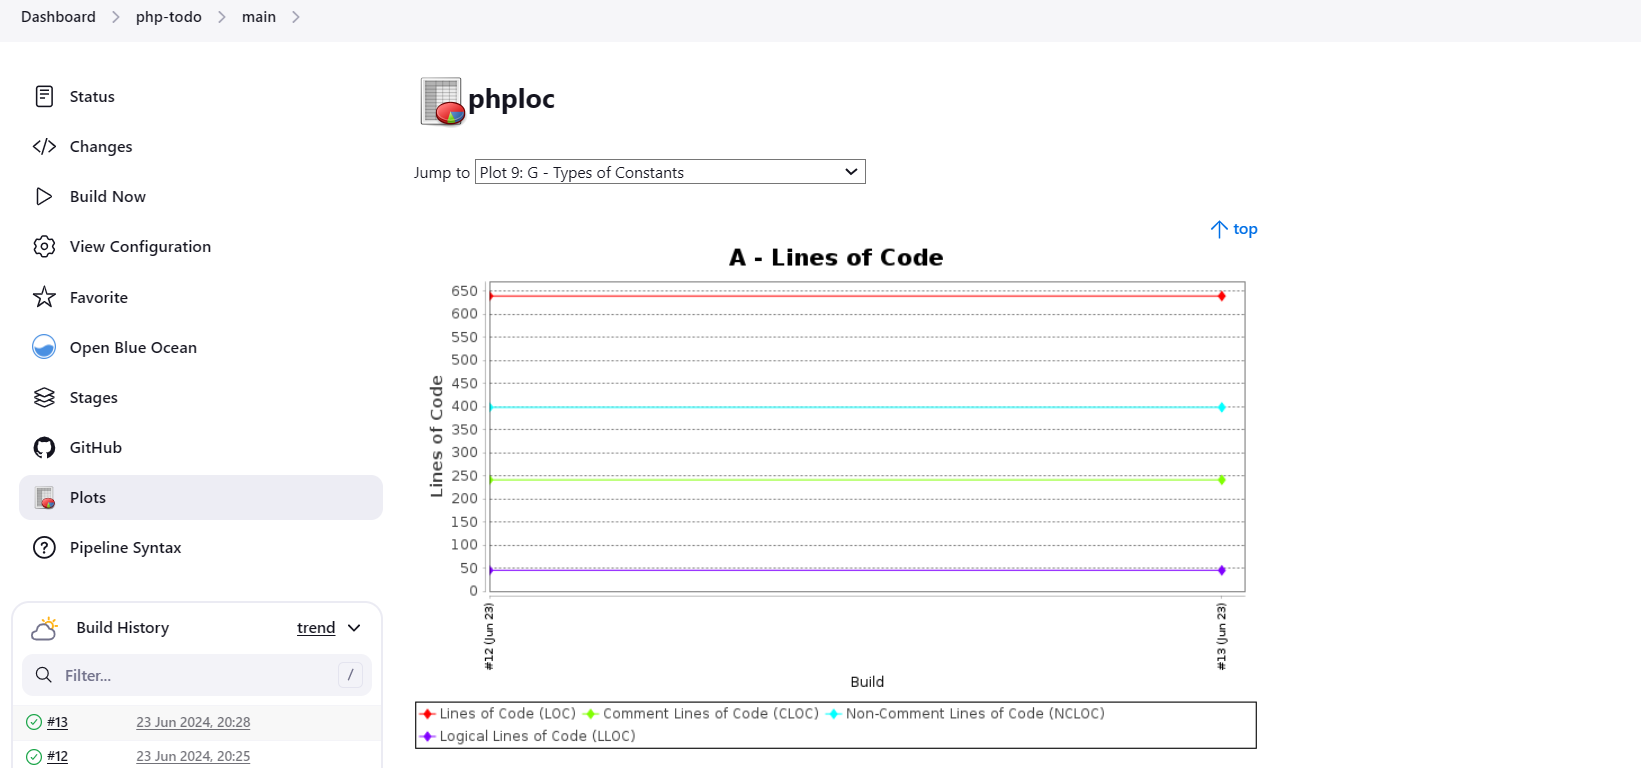 Dashboard > php-todo > main >
Status
Changes
Build Now
View Configuration
Favorite
Open Blue Ocean
Stages
GitHub
Plots
Pipeline Syntax
Build History trend
Filter... /
#13 23 Jun 2024, 20:28
#12 23 Jun 2024, 20:25
phploc
Jump to Plot 9: G - Types of Constants
top
A - Lines of Code
Lines of Code
650
600
550
500
450
400
350
300
250
200
150
100
50
0
#12 (Jun 23) #13 (Jun 23)
Build
Lines of Code (LOC) Comment Lines of Code (CLOC) Non-Comment Lines of Code (NCLOC)
Logical Lines of Code (LLOC)